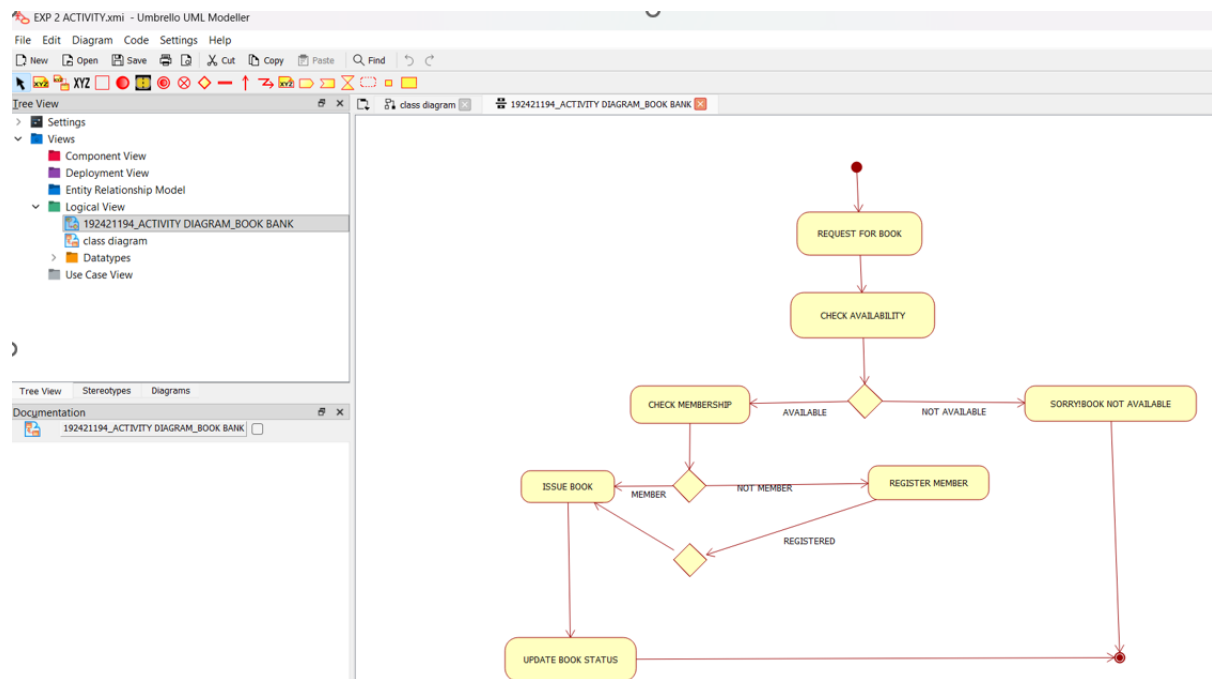 EXP 2 ACTIVITY.xmi - Umbrello UML Modeller
File Edit Diagram Code Settings Help
New Open Save Cut Copy Paste Find
XYZ
Tree View
class diagram
192421194_ACTIVITY DIAGRAM_BOOK BANK
Settings
Views
Component View
Deployment View
Entity Relationship Model
Logical View
192421194_ACTIVITY DIAGRAM_BOOK BANK
class diagram
Datatypes
Use Case View
Tree View Stereotypes Diagrams
Documentation
192421194_ACTIVITY DIAGRAM_BOOK BANK
REQUEST FOR BOOK
CHECK AVAILABILITY
CHECK MEMBERSHIP
AVAILABLE
NOT AVAILABLE
SORRY!BOOK NOT AVAILABLE
ISSUE BOOK
MEMBER
NOT MEMBER
REGISTER MEMBER
REGISTERED
UPDATE BOOK STATUS